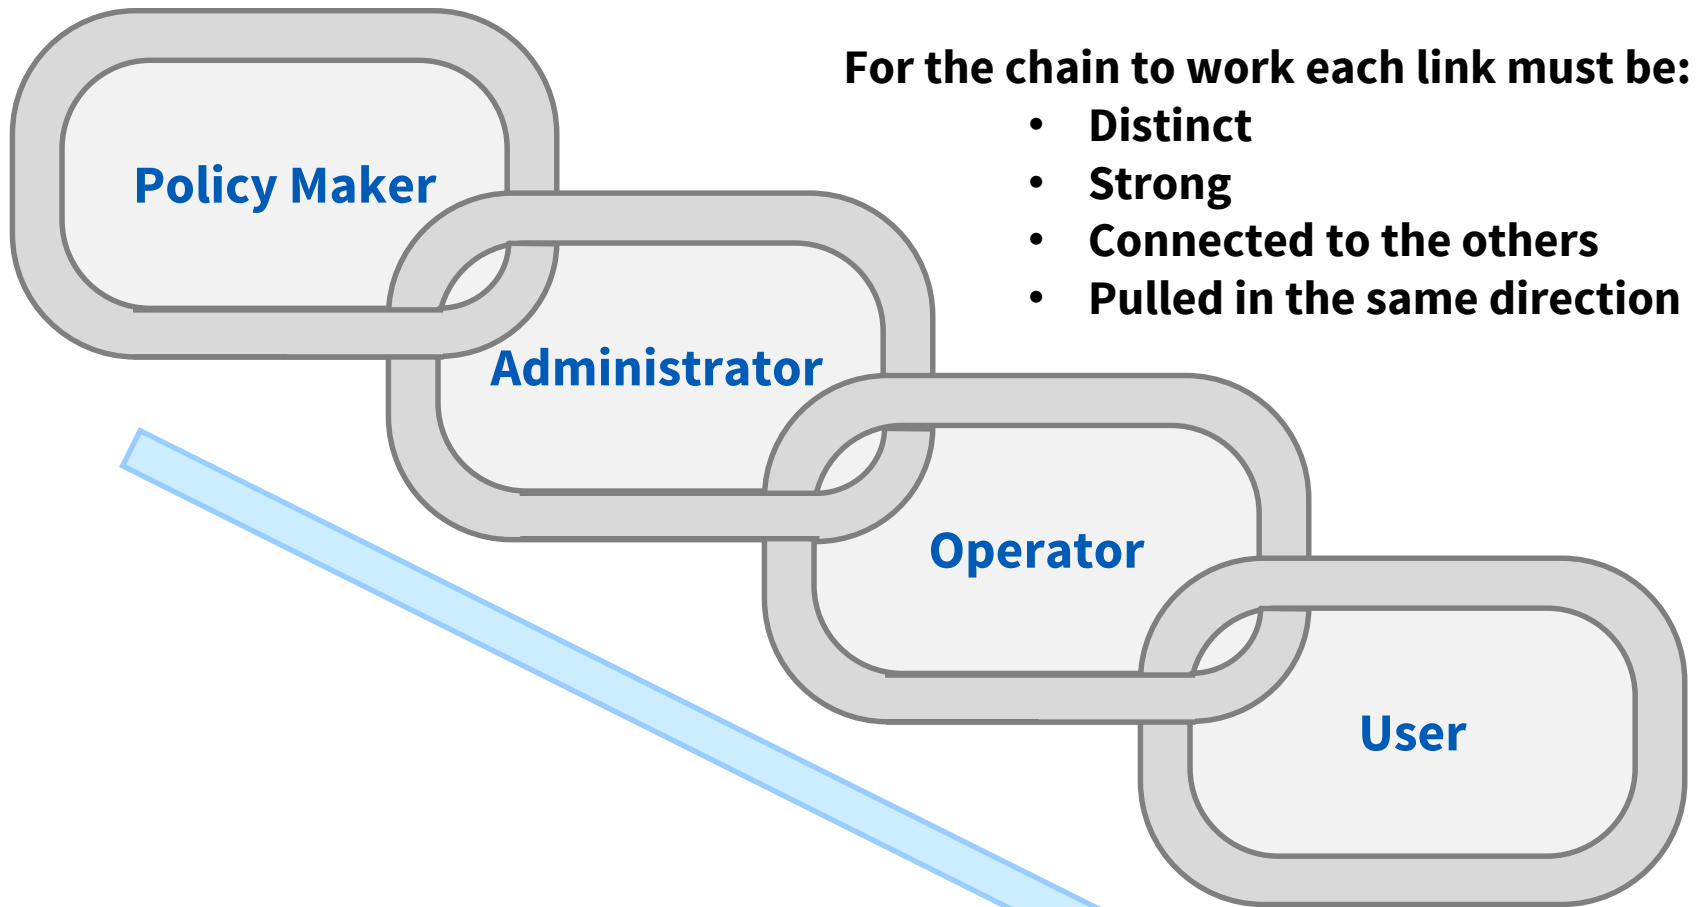 For the chain to work each link must be:
• Distinct
• Strong
• Connected to the others
• Pulled in the same direction
Policy Maker
Administrator
Operator
User